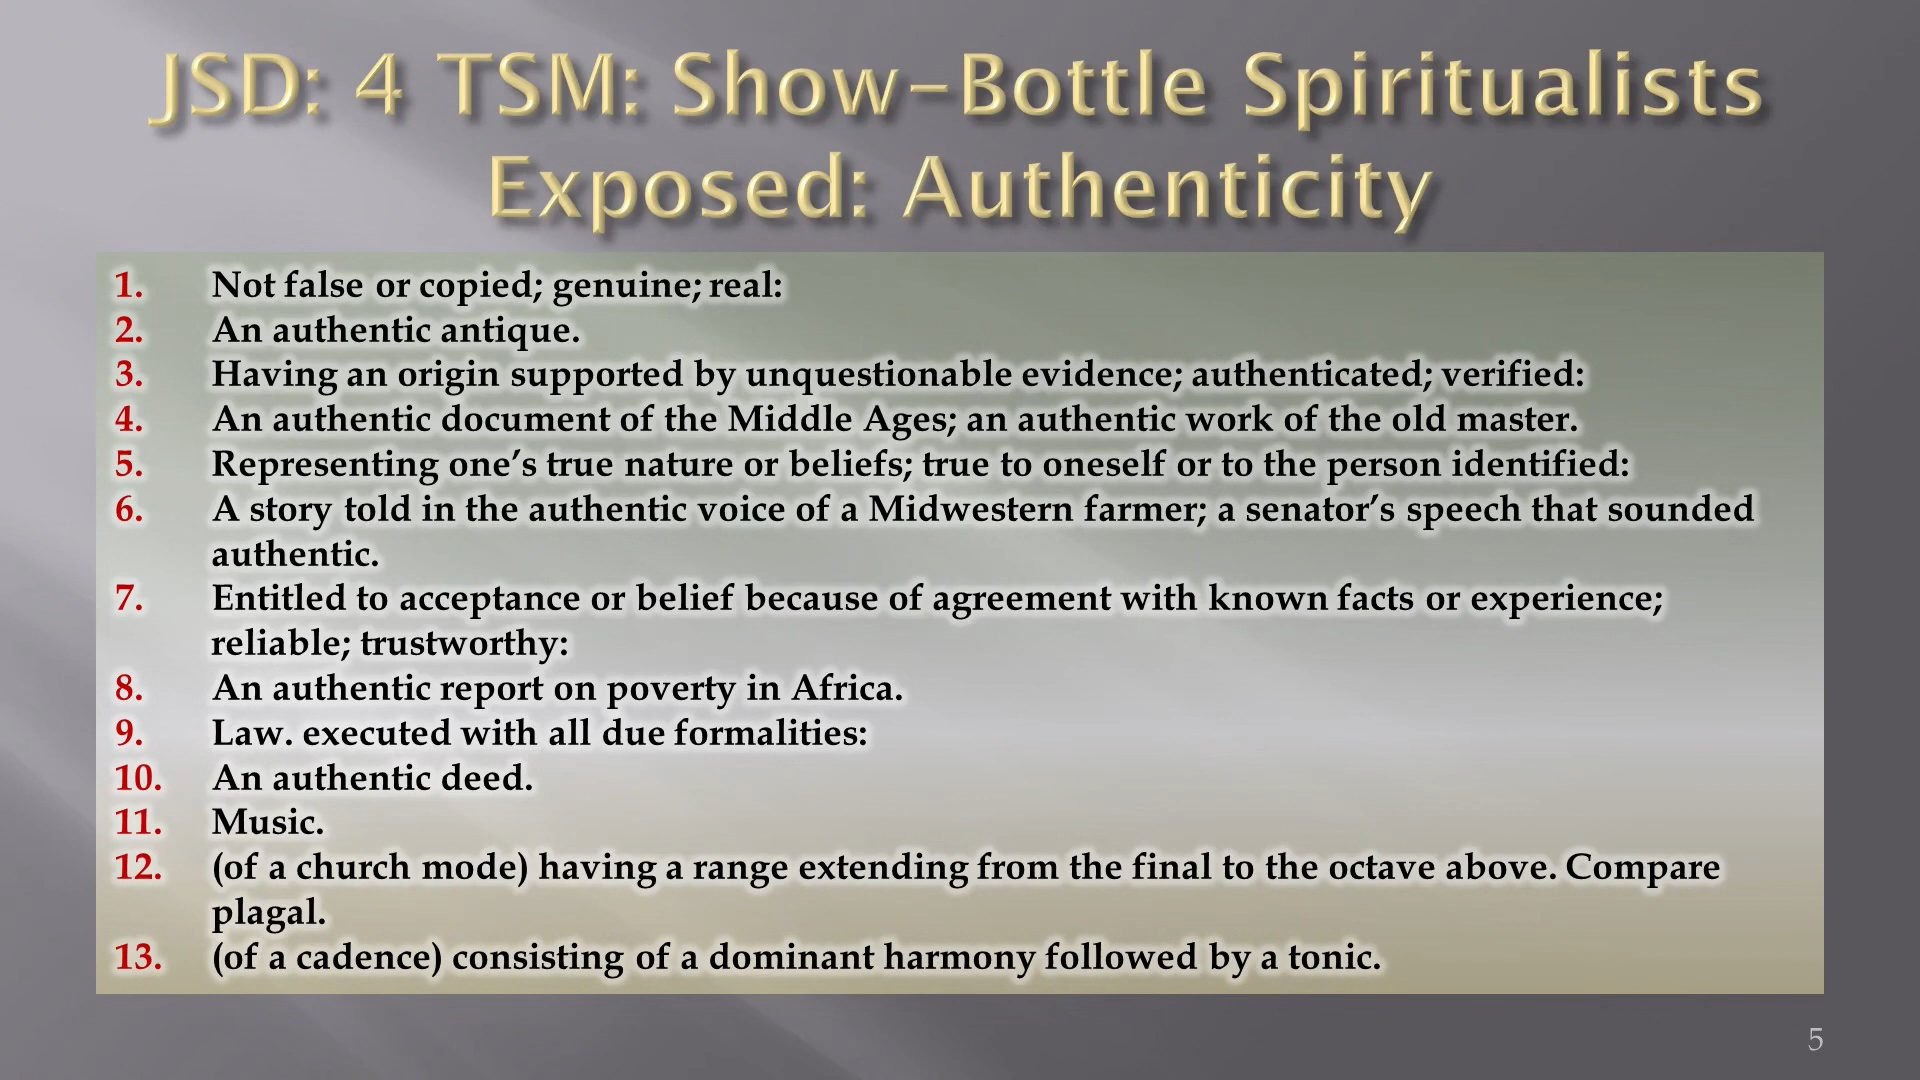 JSD: 4 TSM: Show-Bottle Spiritualists
Exposed: Authenticity
1. Not false or copied; genuine; real:
2. An authentic antique.
3. Having an origin supported by unquestionable evidence; authenticated; verified:
4. An authentic document of the Middle Ages; an authentic work of the old master.
5. Representing one’s true nature or beliefs; true to oneself or to the person identified:
6. A story told in the authentic voice of a Midwestern farmer; a senator’s speech that sounded
authentic.
7. Entitled to acceptance or belief because of agreement with known facts or experience;
reliable; trustworthy:
8. An authentic report on poverty in Africa.
9. Law. executed with all due formalities:
10. An authentic deed.
11. Music.
12. (of a church mode) having a range extending from the final to the octave above. Compare
plagal.
13. (of a cadence) consisting of a dominant harmony followed by a tonic.
5